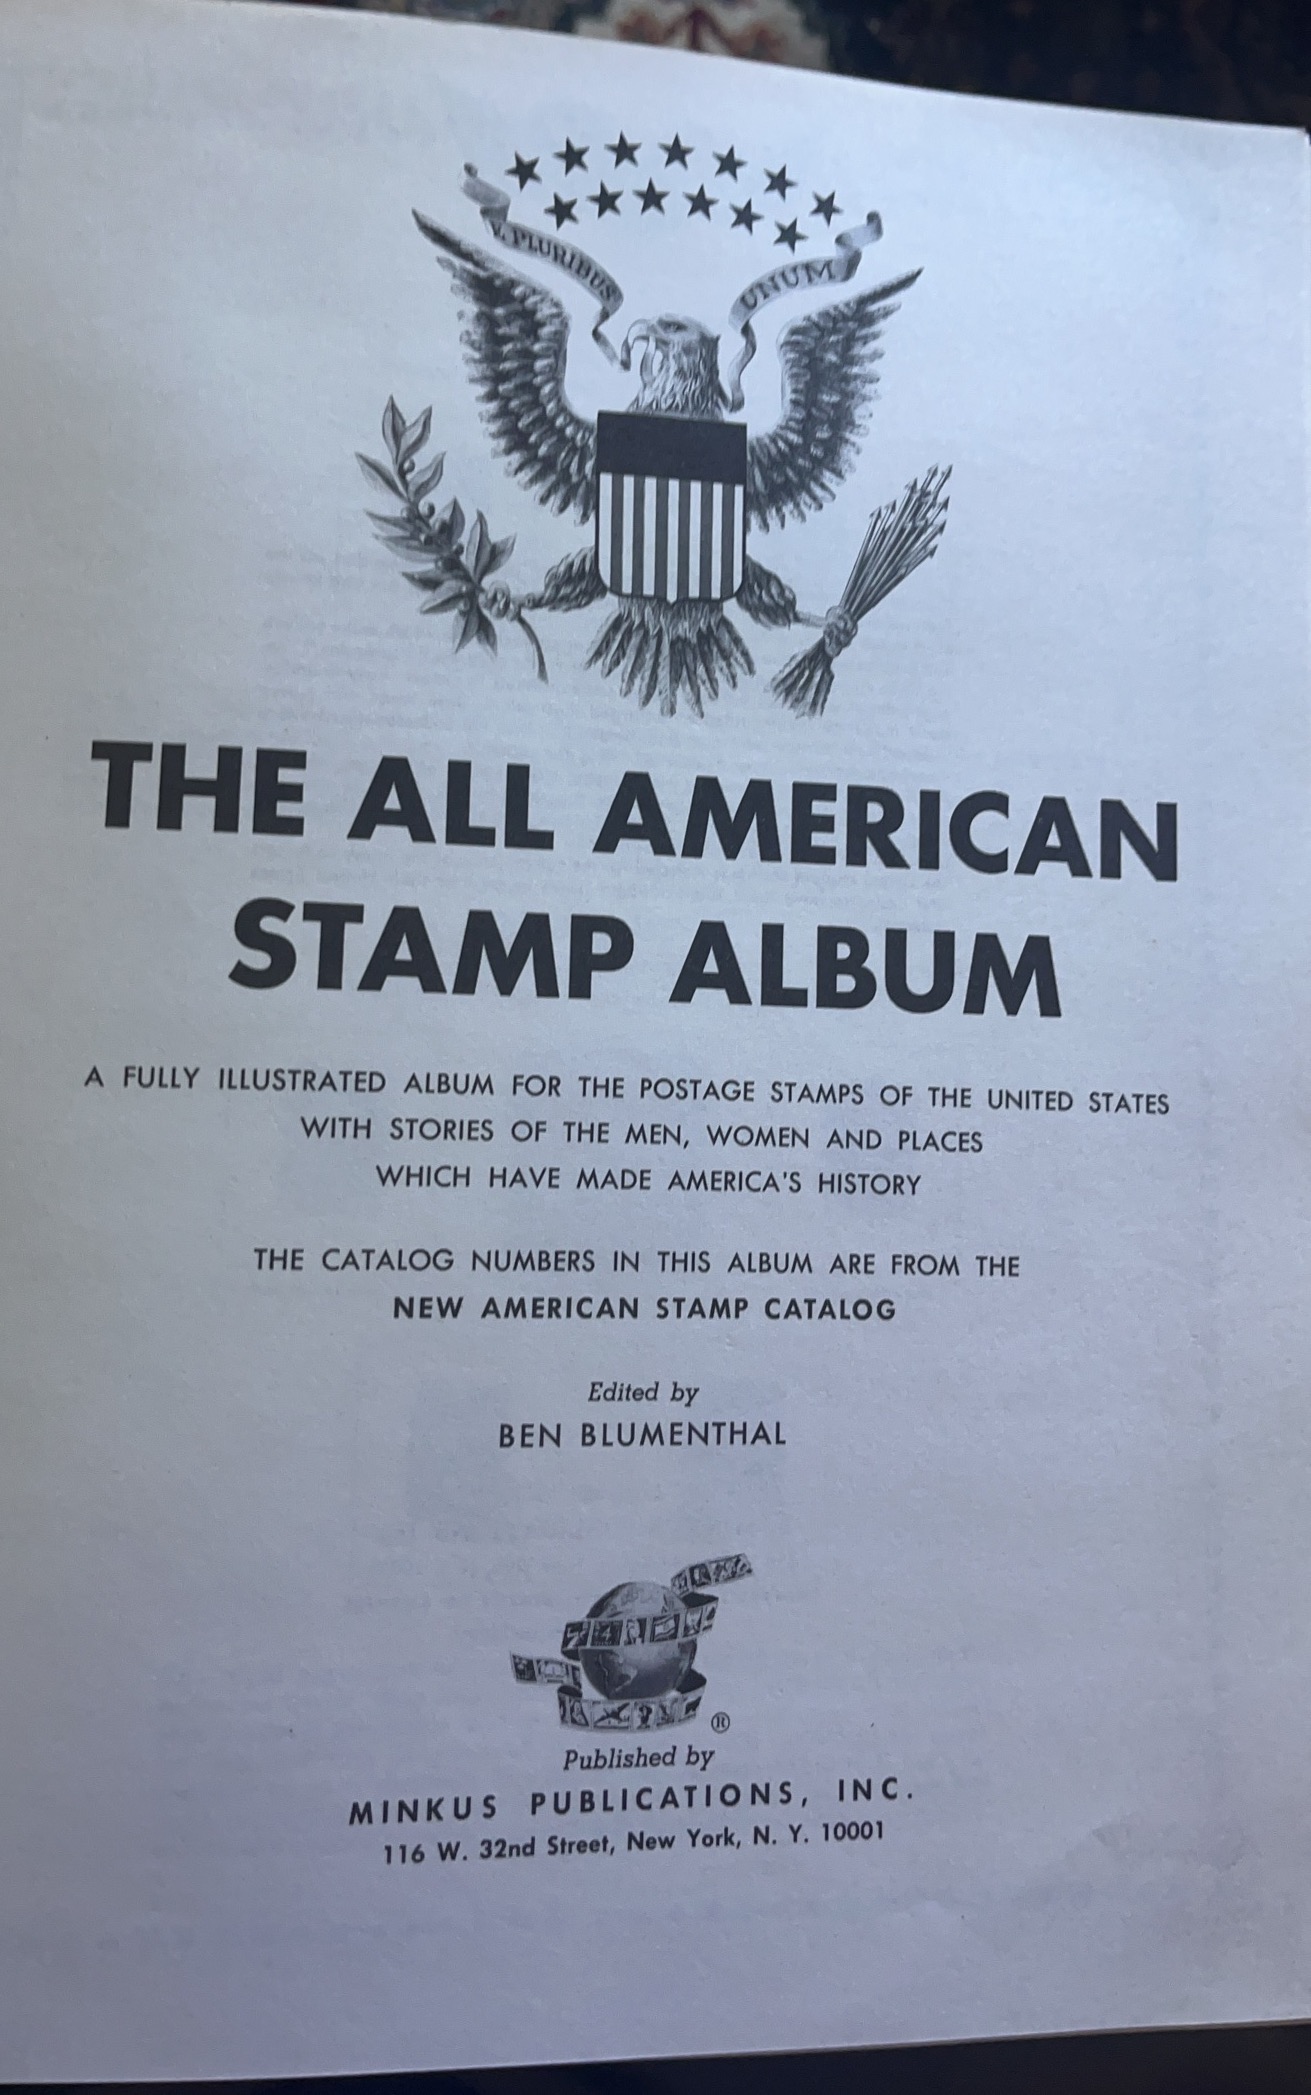 E PLURIBUS UNUM
THE ALL AMERICAN
STAMP ALBUM
A FULLY ILLUSTRATED ALBUM FOR THE POSTAGE STAMPS OF THE UNITED STATES
WITH STORIES OF THE MEN, WOMEN AND PLACES
WHICH HAVE MADE AMERICA'S HISTORY
THE CATALOG NUMBERS IN THIS ALBUM ARE FROM THE
NEW AMERICAN STAMP CATALOG
Edited by
BEN BLUMENTHAL
®
Published by
MINKUS PUBLICATIONS, INC.
116 W. 32nd Street, New York, N. Y. 10001